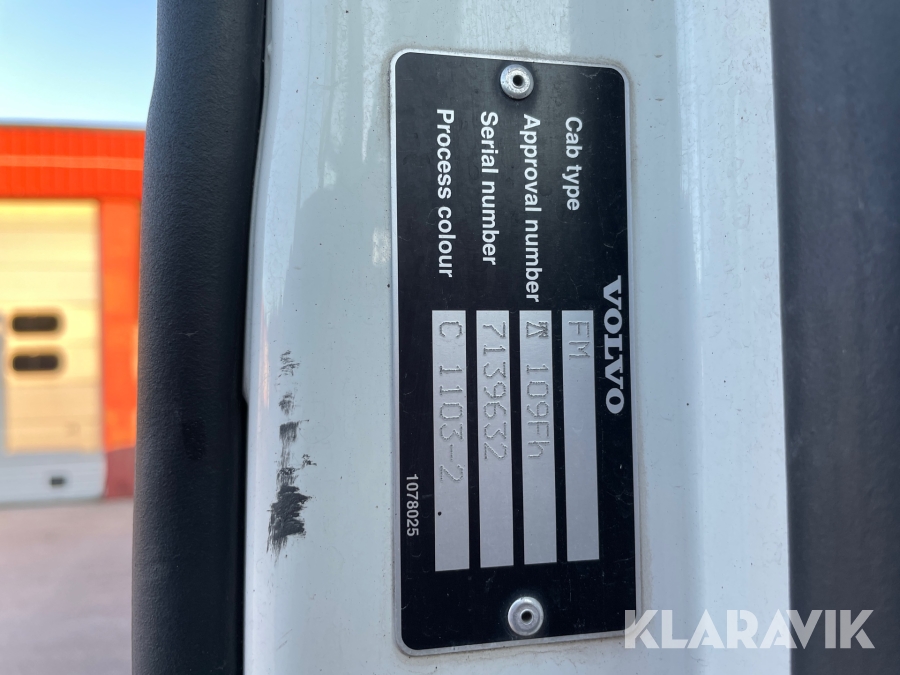 VOLVO
Cab type FM
Approval number 109Fh
Serial number 7139632
Process colour C 1103-2
1078025
KLARAVIK